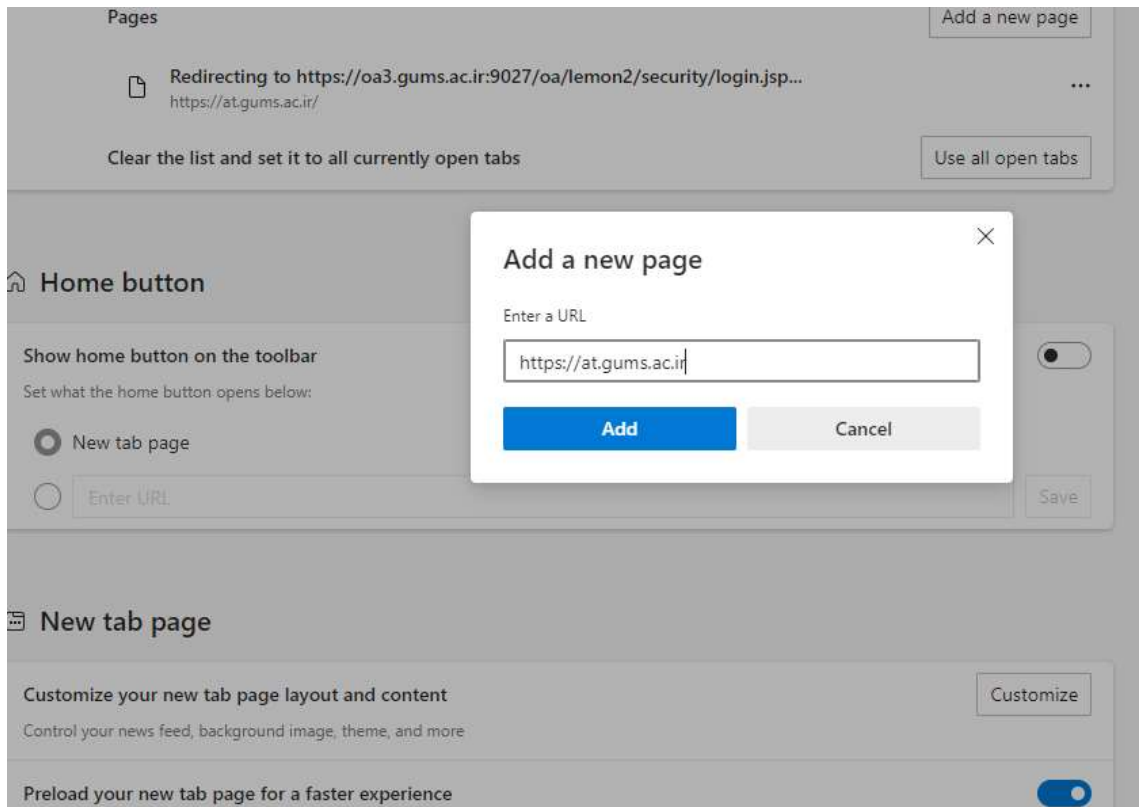 Pages
Add a new page
Redirecting to https://oa3.gums.ac.ir:9027/oa/lemon2/security/login.jsp...
https://at.gums.ac.ir/
Clear the list and set it to all currently open tabs
Use all open tabs
Add a new page
Enter a URL
https://at.gums.ac.ir
Add
Cancel
Home button
Show home button on the toolbar
Set what the home button opens below:
New tab page
Enter URL
Save
New tab page
Customize your new tab page layout and content
Customize
Control your news feed, background image, theme, and more
Preload your new tab page for a faster experience